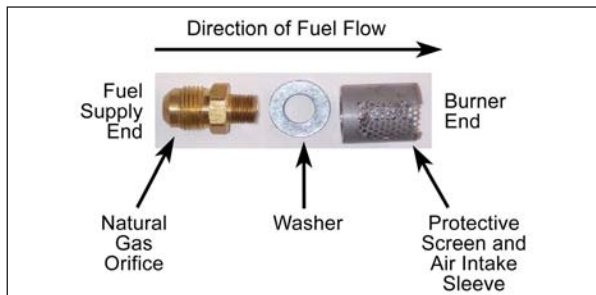 Direction of Fuel Flow
Fuel
Supply
End
Burner
End
Natural
Gas
Orifice
Washer
Protective
Screen and
Air Intake
Sleeve